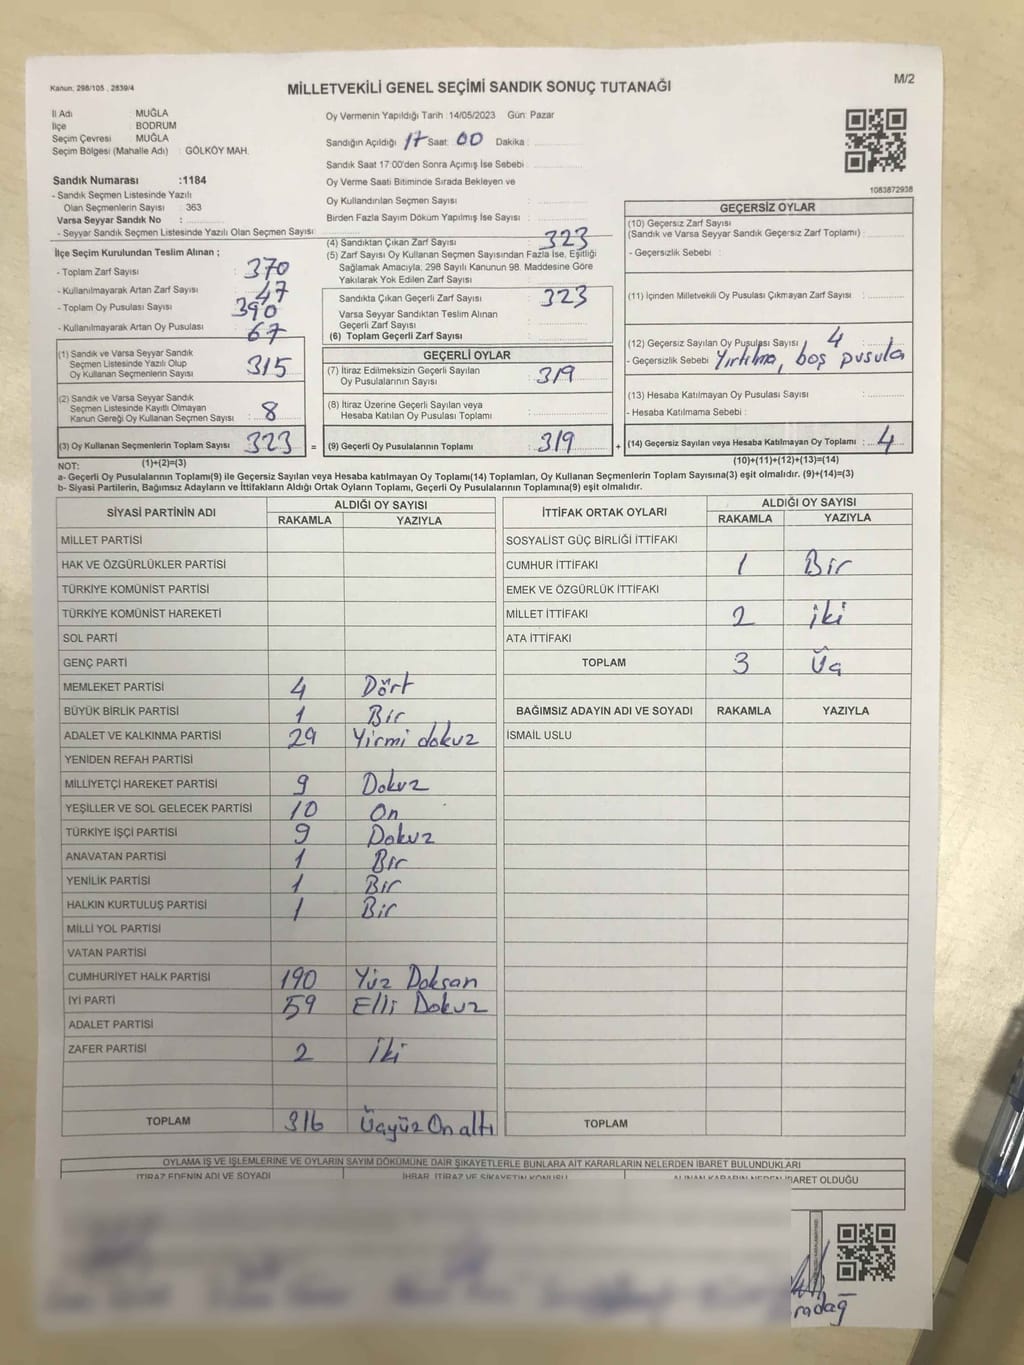 Kanun, 298/105 , 2839/4
MİLLETVEKİLİ GENEL SEÇİMİ SANDIK SONUÇ TUTANAĞI
M/2
İl Adı MUĞLA
İlçe BODRUM
Seçim Çevresi MUĞLA
Seçim Bölgesi (Mahalle Adı) : GÖLKÖY MAH.
Sandık Numarası :1184
- Sandık Seçmen Listesinde Yazılı
Olan Seçmenlerin Sayısı : 363
Varsa Seyyar Sandık No :
- Seyyar Sandık Seçmen Listesinde Yazılı Olan Seçmen Sayısı:
Oy Vermenin Yapıldığı Tarih :14/05/2023 Gün: Pazar
Sandığın Açıldığı 17 Saat: 00 Dakika :
Sandık Saat 17:00'den Sonra Açımış İse Sebebi :
Oy Verme Saati Bitiminde Sırada Bekleyen ve
Oy Kullandırılan Seçmen Sayısı :
Birden Fazla Sayım Döküm Yapılmış İse Sayısı :
1083872938
İlçe Seçim Kurulundan Teslim Alınan ;
- Toplam Zarf Sayısı : 370
- Kullanılmayarak Artan Zarf Sayısı : 47
- Toplam Oy Pusulası Sayısı : 390
- Kullanılmayarak Artan Oy Pusulası : 67
(1) Sandık ve Varsa Seyyar Sandık
Seçmen Listesinde Yazılı Olup
Oy Kullanan Seçmenlerin Sayısı : 315
(2) Sandık ve Varsa Seyyar Sandık
Seçmen Listesinde Kayıtlı Olmayan
Kanun Gereği Oy Kullanan Seçmen Sayısı : 8
(3) Oy Kullanan Seçmenlerin Toplam Sayısı : 323 =
(4) Sandıktan Çıkan Zarf Sayısı : 323
(5) Zarf Sayısı Oy Kullanan Seçmen Sayısından Fazla İse, Eşitliği
Sağlamak Amacıyla; 298 Sayılı Kanunun 98. Maddesine Göre
Yakılarak Yok Edilen Zarf Sayısı :
Sandıkta Çıkan Geçerli Zarf Sayısı : 323
Varsa Seyyar Sandıktan Teslim Alınan
Geçerli Zarf Sayısı :
(6) Toplam Geçerli Zarf Sayısı :
GEÇERLİ OYLAR
(7) İtiraz Edilmeksizin Geçerli Sayılan
Oy Pusulalarının Sayısı : 319
(8) İtiraz Üzerine Geçerli Sayılan veya
Hesaba Katılan Oy Pusulası Toplamı :
(9) Geçerli Oy Pusulalarının Toplamı : 319 +
GEÇERSİZ OYLAR
(10) Geçersiz Zarf Sayısı
(Sandık ve Varsa Seyyar Sandık Geçersiz Zarf Toplamı) :
- Geçersizlik Sebebi :
(11) İçinden Milletvekili Oy Pusulası Çıkmayan Zarf Sayısı :
(12) Geçersiz Sayılan Oy Pusulası Sayısı : 4
- Geçersizlik Sebebi : Yırtılma, boş pusula
(13) Hesaba Katılmayan Oy Pusulası Sayısı :
- Hesaba Katılmama Sebebi :
(14) Geçersiz Sayılan veya Hesaba Katılmayan Oy Toplamı : 4
NOT: (1)+(2)=(3)
(10)+(11)+(12)+(13)=(14)
a- Geçerli Oy Pusulalarının Toplamı(9) ile Geçersiz Sayılan veya Hesaba katılmayan Oy Toplamı(14) Toplamları, Oy Kullanan Seçmenlerin Toplam Sayısına(3) eşit olmalıdır. (9)+(14)=(3)
b- Siyasi Partilerin, Bağımsız Adayların ve İttifakların Aldığı Ortak Oyların Toplamı, Geçerli Oy Pusulalarının Toplamına(9) eşit olmalıdır.
SİYASİ PARTİNİN ADI ALDIĞI OY SAYISI
RAKAMLA YAZIYLA
MİLLET PARTİSİ
HAK VE ÖZGÜRLÜKLER PARTİSİ
TÜRKİYE KOMÜNİST PARTİSİ
TÜRKİYE KOMÜNİST HAREKETİ
SOL PARTİ
GENÇ PARTİ
MEMLEKET PARTİSİ 4 Dört
BÜYÜK BİRLİK PARTİSİ 1 Bir
ADALET VE KALKINMA PARTİSİ 29 Yirmi dokuz
YENİDEN REFAH PARTİSİ
MİLLİYETÇİ HAREKET PARTİSİ 9 Dokuz
YEŞİLLER VE SOL GELECEK PARTİSİ 10 On
TÜRKİYE İŞÇİ PARTİSİ 9 Dokuz
ANAVATAN PARTİSİ 1 Bir
YENİLİK PARTİSİ 1 Bir
HALKIN KURTULUŞ PARTİSİ 1 Bir
MİLLİ YOL PARTİSİ
VATAN PARTİSİ
CUMHURİYET HALK PARTİSİ 190 Yüz Doksan
İYİ PARTİ 59 Elli Dokuz
ADALET PARTİSİ
ZAFER PARTİSİ 2 İki
TOPLAM 316 Üçyüz On altı
İTTİFAK ORTAK OYLARI ALDIĞI OY SAYISI
RAKAMLA YAZIYLA
SOSYALİST GÜÇ BİRLİĞİ İTTİFAKI
CUMHUR İTTİFAKI 1 Bir
EMEK VE ÖZGÜRLÜK İTTİFAKI
MİLLET İTTİFAKI 2 İki
ATA İTTİFAKI
TOPLAM 3 Üç
BAĞIMSIZ ADAYIN ADI VE SOYADI RAKAMLA YAZIYLA
İSMAİL USLU
TOPLAM
OYLAMA İŞ VE İŞLEMLERİNE VE OYLARIN SAYIM DÖKÜMÜNE DAİR ŞİKAYETLERLE BUNLARA AİT KARARLARIN NELERDEN İBARET BULUNDUKLARI
İTİRAZ EDENİN ADI VE SOYADI İHBAR, İTİRAZ VE ŞİKAYETİN KONUSU ALINAN KARARIN NEDEN İBARET OLDUĞU